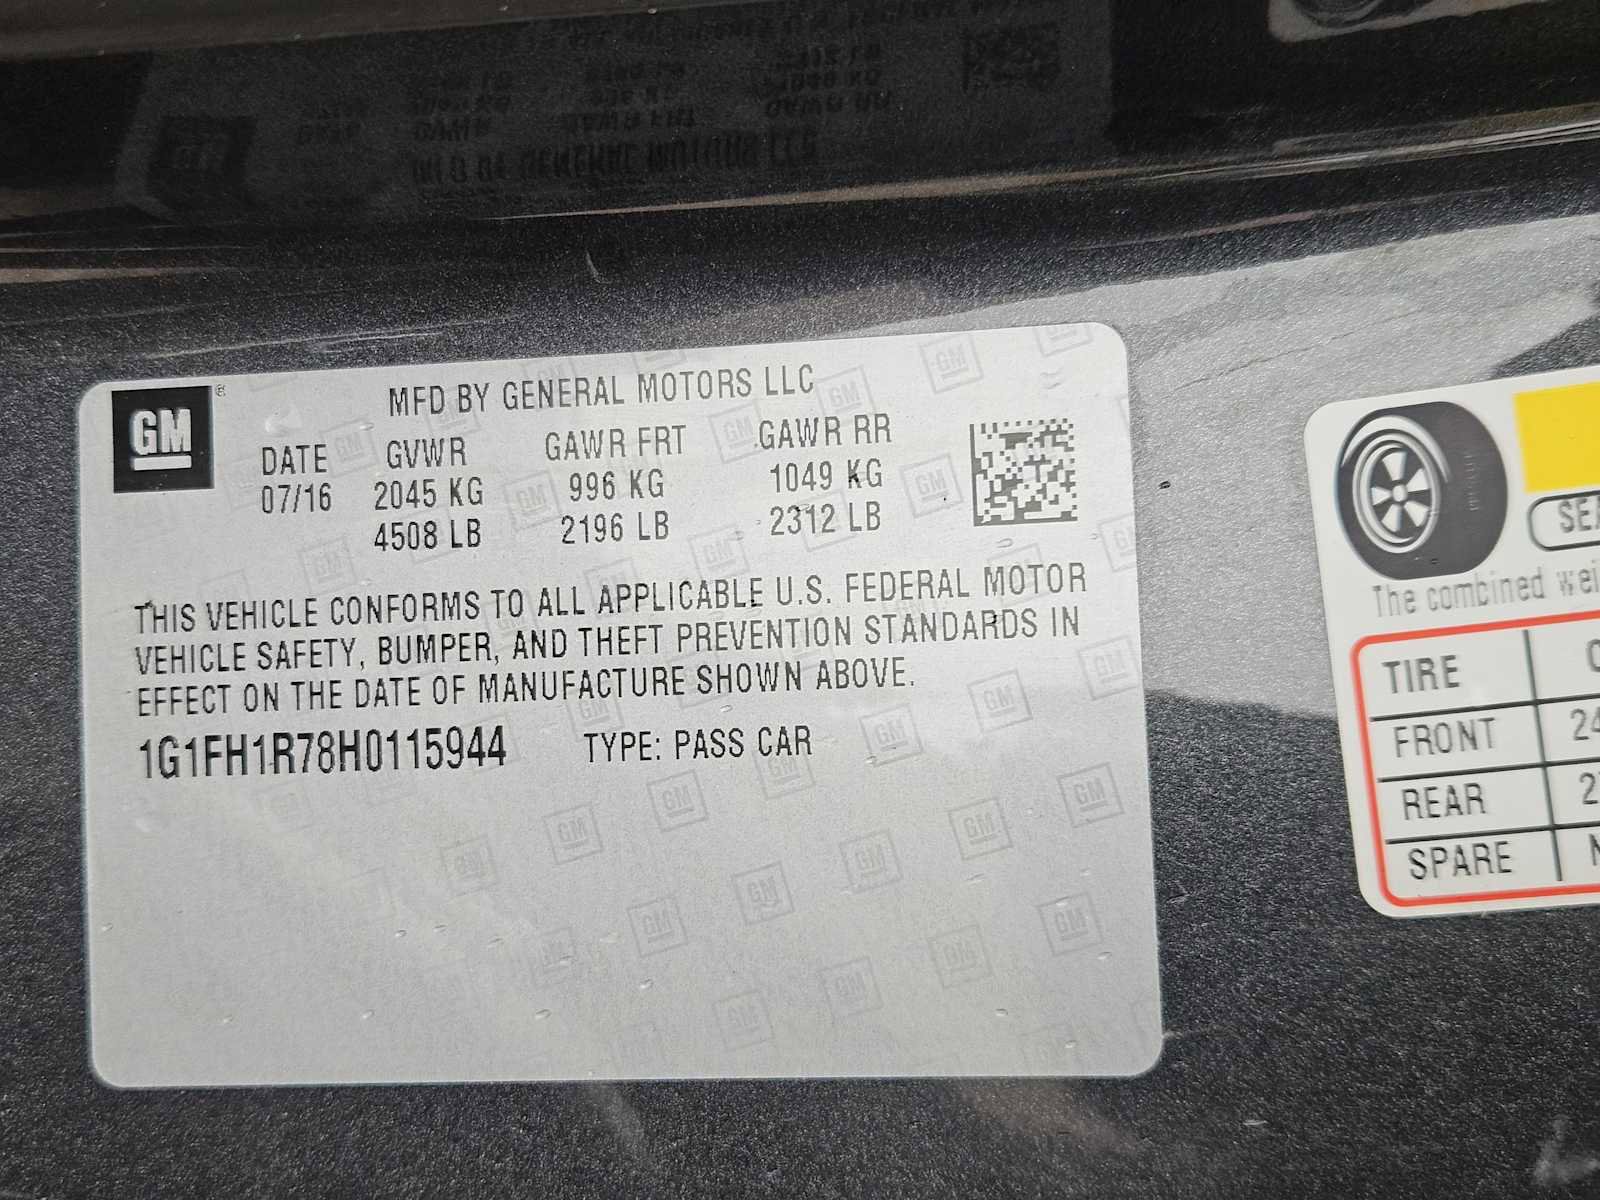 GM
MFD BY GENERAL MOTORS LLC
DATE GVWR GAWR FRT GAWR RR
07/16 2045 KG 996 KG 1049 KG
4508 LB 2196 LB 2312 LB
THIS VEHICLE CONFORMS TO ALL APPLICABLE U.S. FEDERAL MOTOR
VEHICLE SAFETY, BUMPER, AND THEFT PREVENTION STANDARDS IN
EFFECT ON THE DATE OF MANUFACTURE SHOWN ABOVE.
1G1FH1R78H0115944 TYPE: PASS CAR
The combined
TIRE
FRONT 24
REAR
SPARE